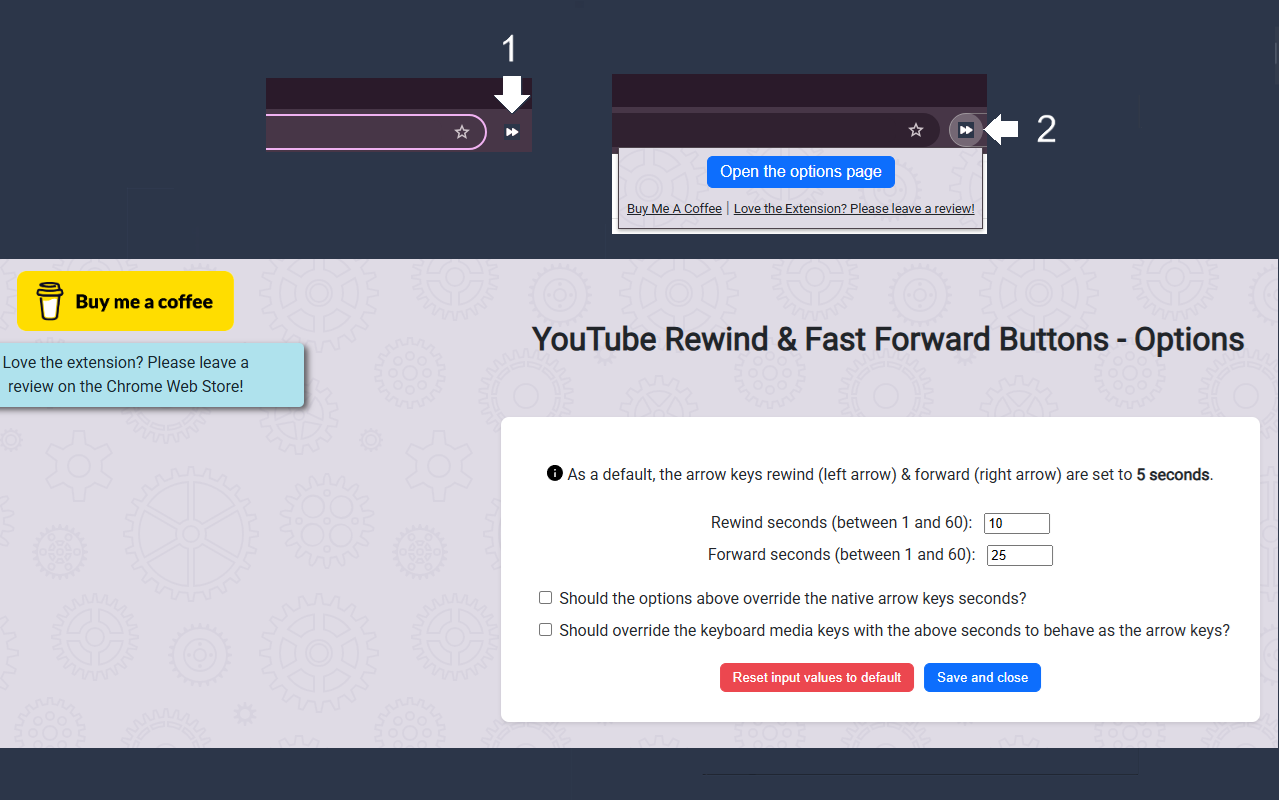 1
2
Open the options page
Buy Me A Coffee | Love the Extension? Please leave a review!
Buy me a coffee
Love the extension? Please leave a
review on the Chrome Web Store!
YouTube Rewind & Fast Forward Buttons - Options
As a default, the arrow keys rewind (left arrow) & forward (right arrow) are set to 5 seconds.
Rewind seconds (between 1 and 60): 10
Forward seconds (between 1 and 60): 25
Should the options above override the native arrow keys seconds?
Should override the keyboard media keys with the above seconds to behave as the arrow keys?
Reset input values to default
Save and close